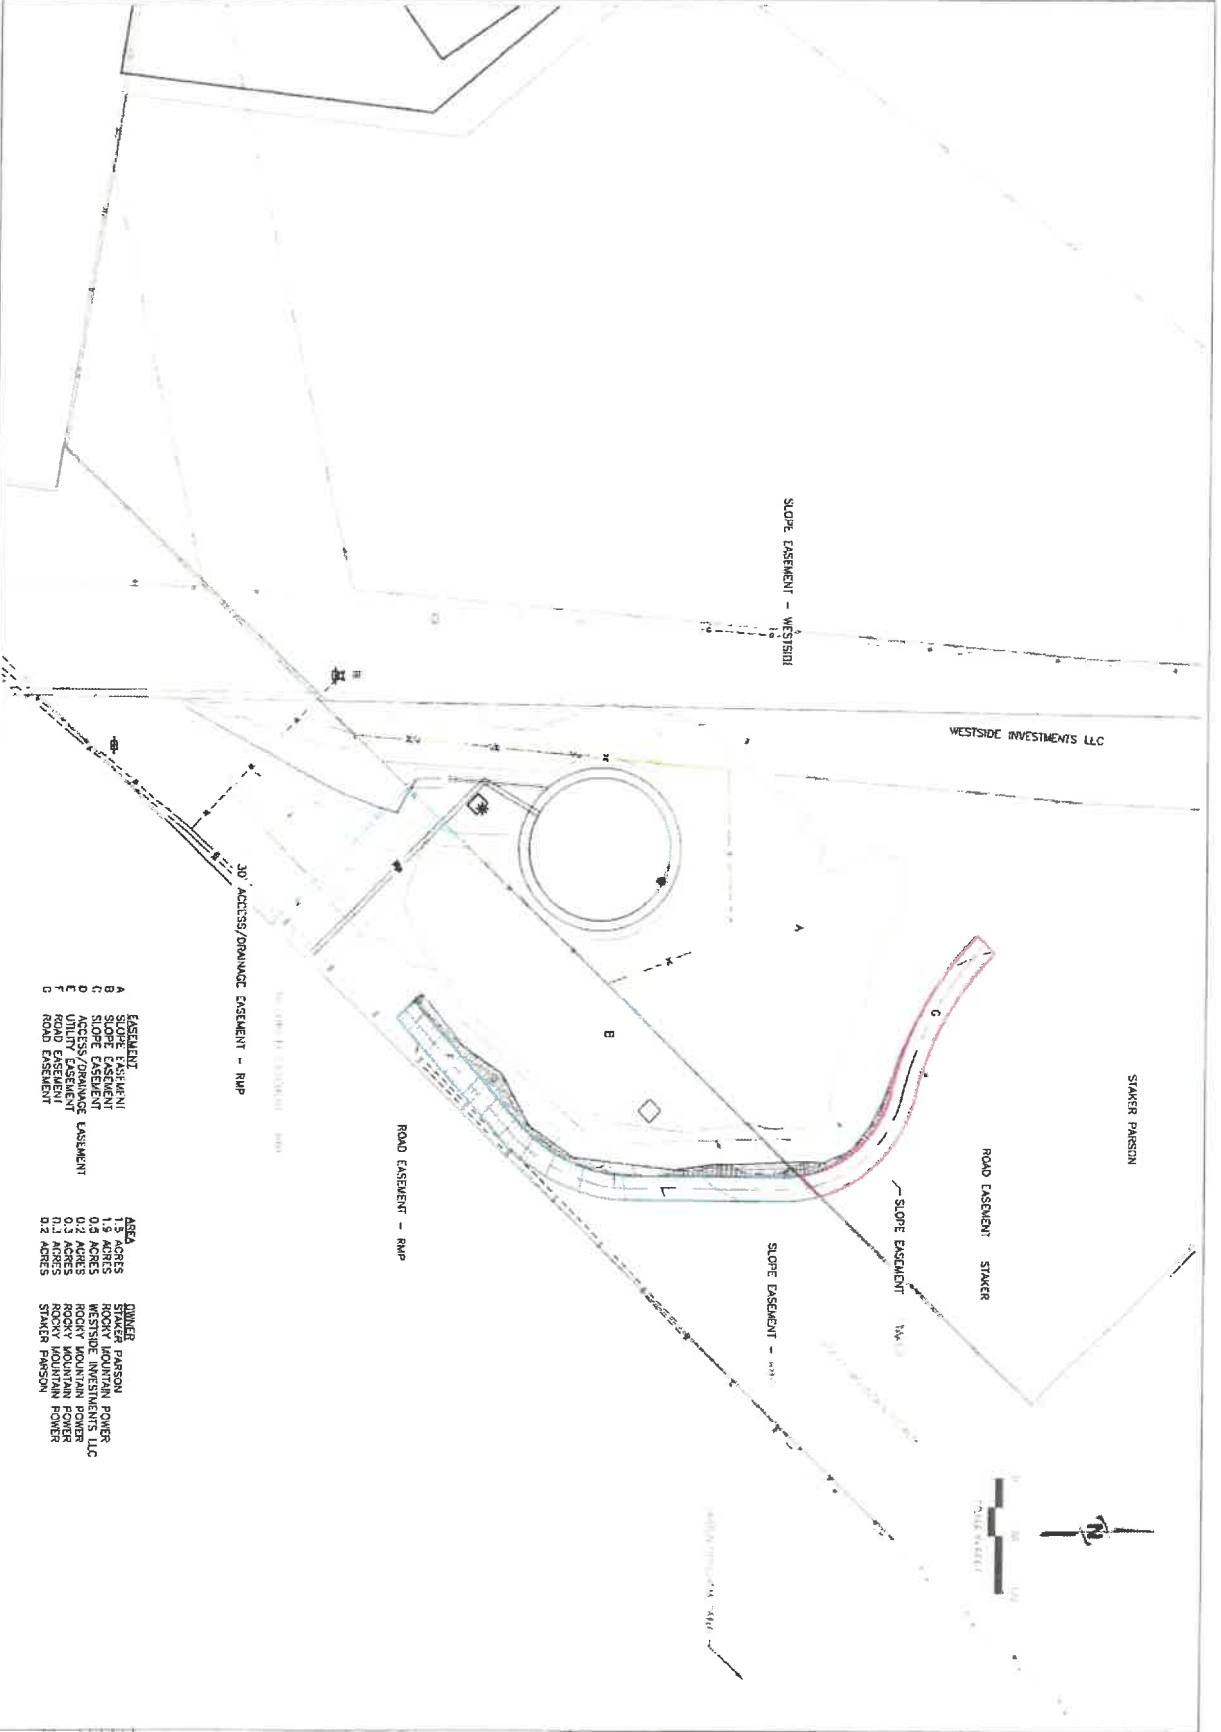 STAKER PARSON
WESTSIDE INVESTMENTS LLC
ROAD EASEMENT STAKER
SLOPE EASEMENT
SLOPE EASEMENT - WESTSIDE
SLOPE EASEMENT -
ROAD EASEMENT - RMP
30' ACCESS/DRAINAGE EASEMENT - RMP
A
B
G
N
EASEMENT AREA OWNER
A SLOPE EASEMENT 1.5 ACRES STAKER PARSON
B SLOPE EASEMENT 1.9 ACRES ROCKY MOUNTAIN POWER
C SLOPE EASEMENT 0.5 ACRES WESTSIDE INVESTMENTS LLC
D ACCESS/DRAINAGE EASEMENT 0.2 ACRES ROCKY MOUNTAIN POWER
E UTILITY EASEMENT 0.3 ACRES ROCKY MOUNTAIN POWER
F ROAD EASEMENT ACRES ROCKY MOUNTAIN POWER
G ROAD EASEMENT 0.2 ACRES STAKER PARSON